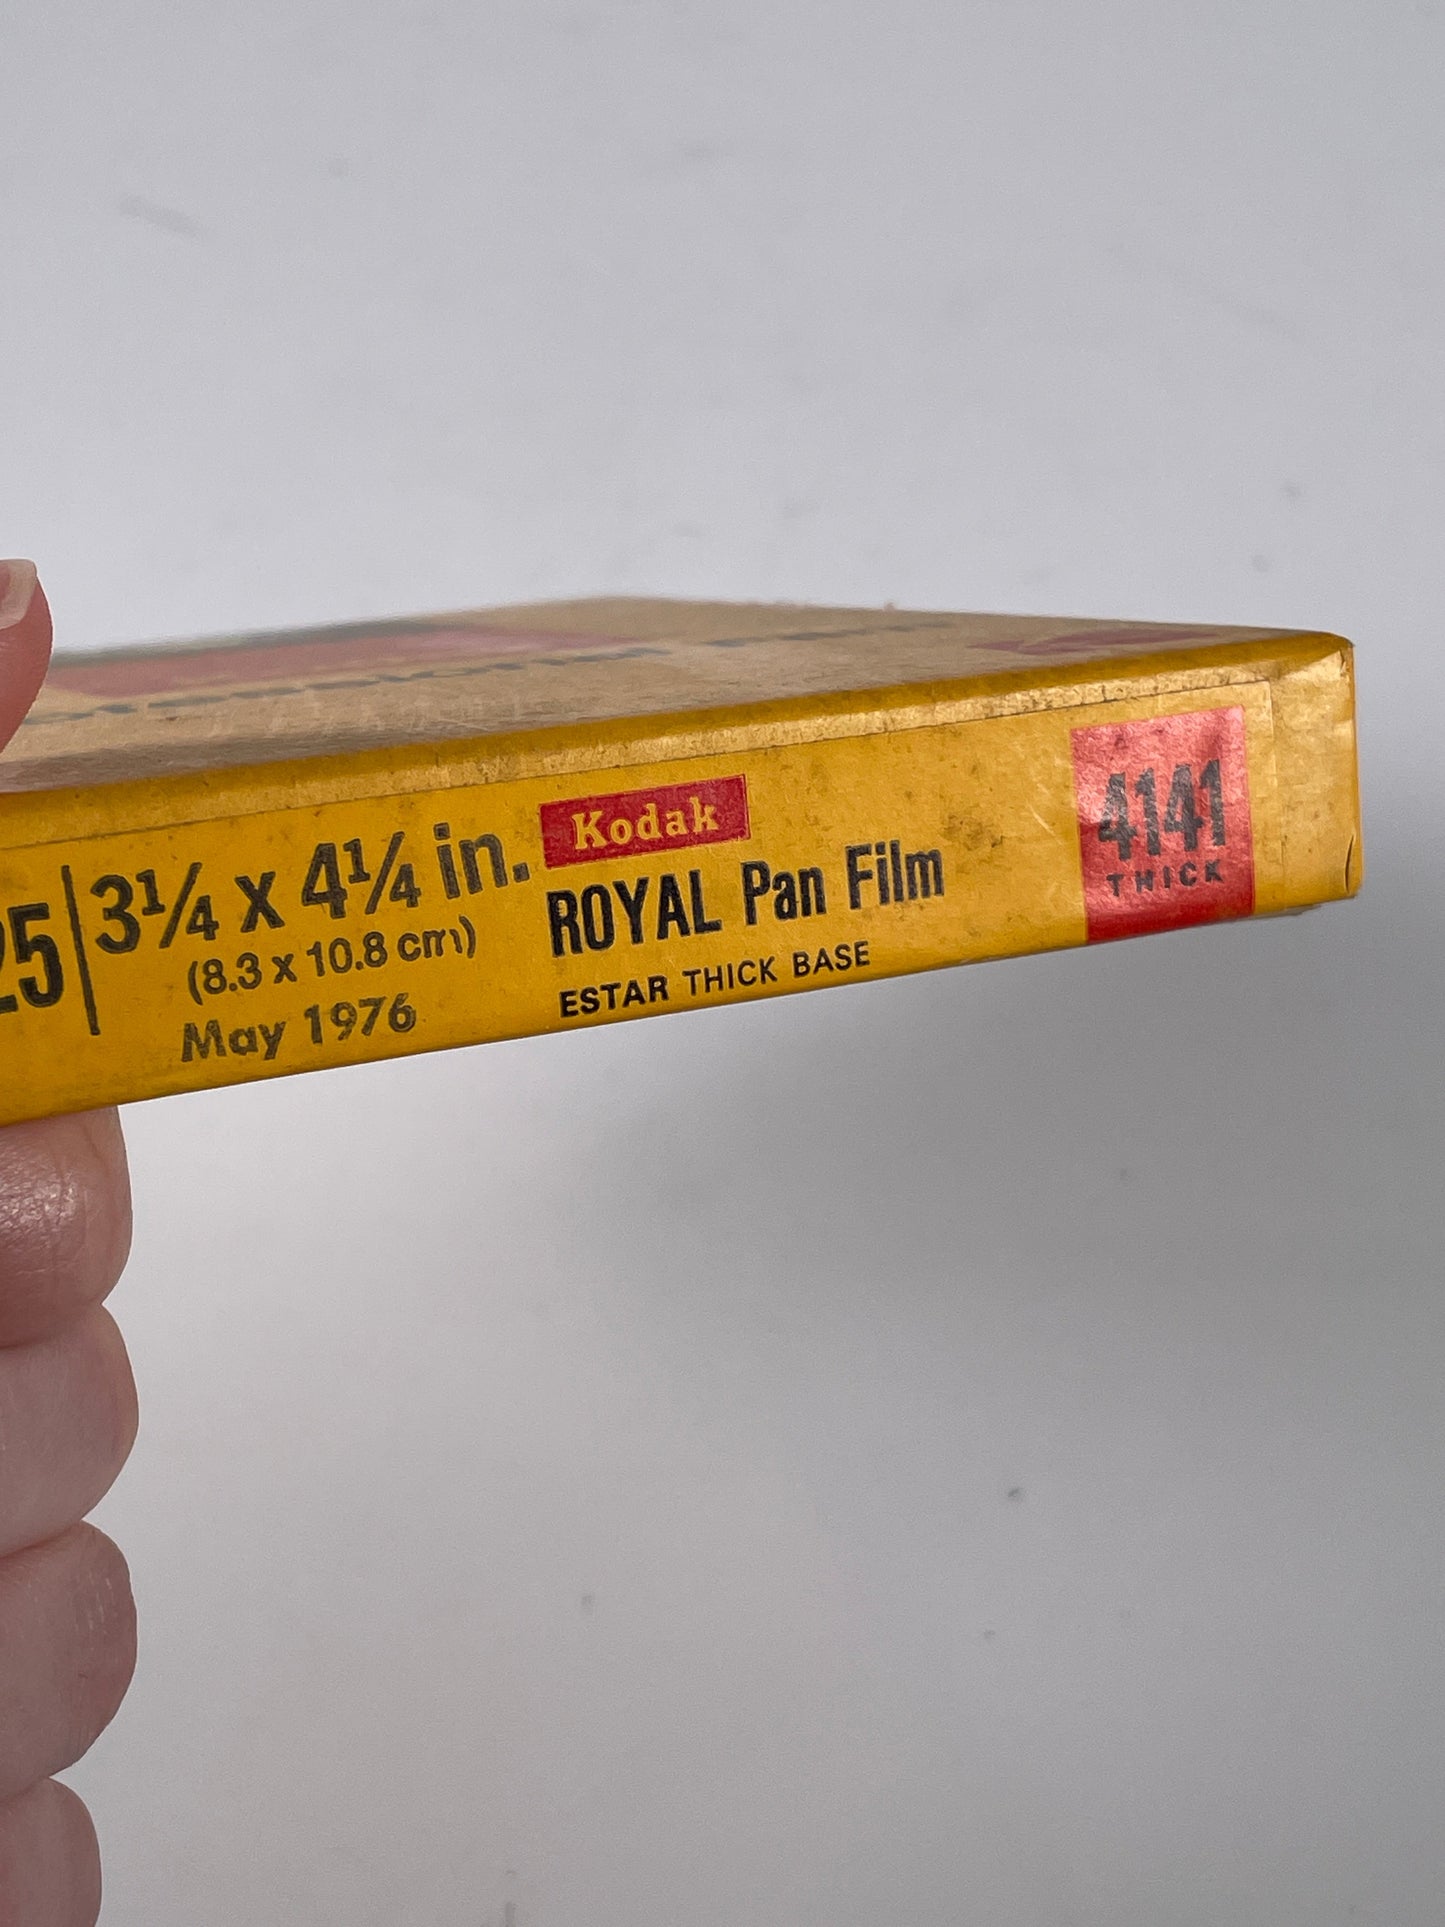 25
3¼ x 4¼ in.
(8.3 x 10.8 cm)
May 1976
Kodak
ROYAL Pan Film
ESTAR THICK BASE
4141
THICK